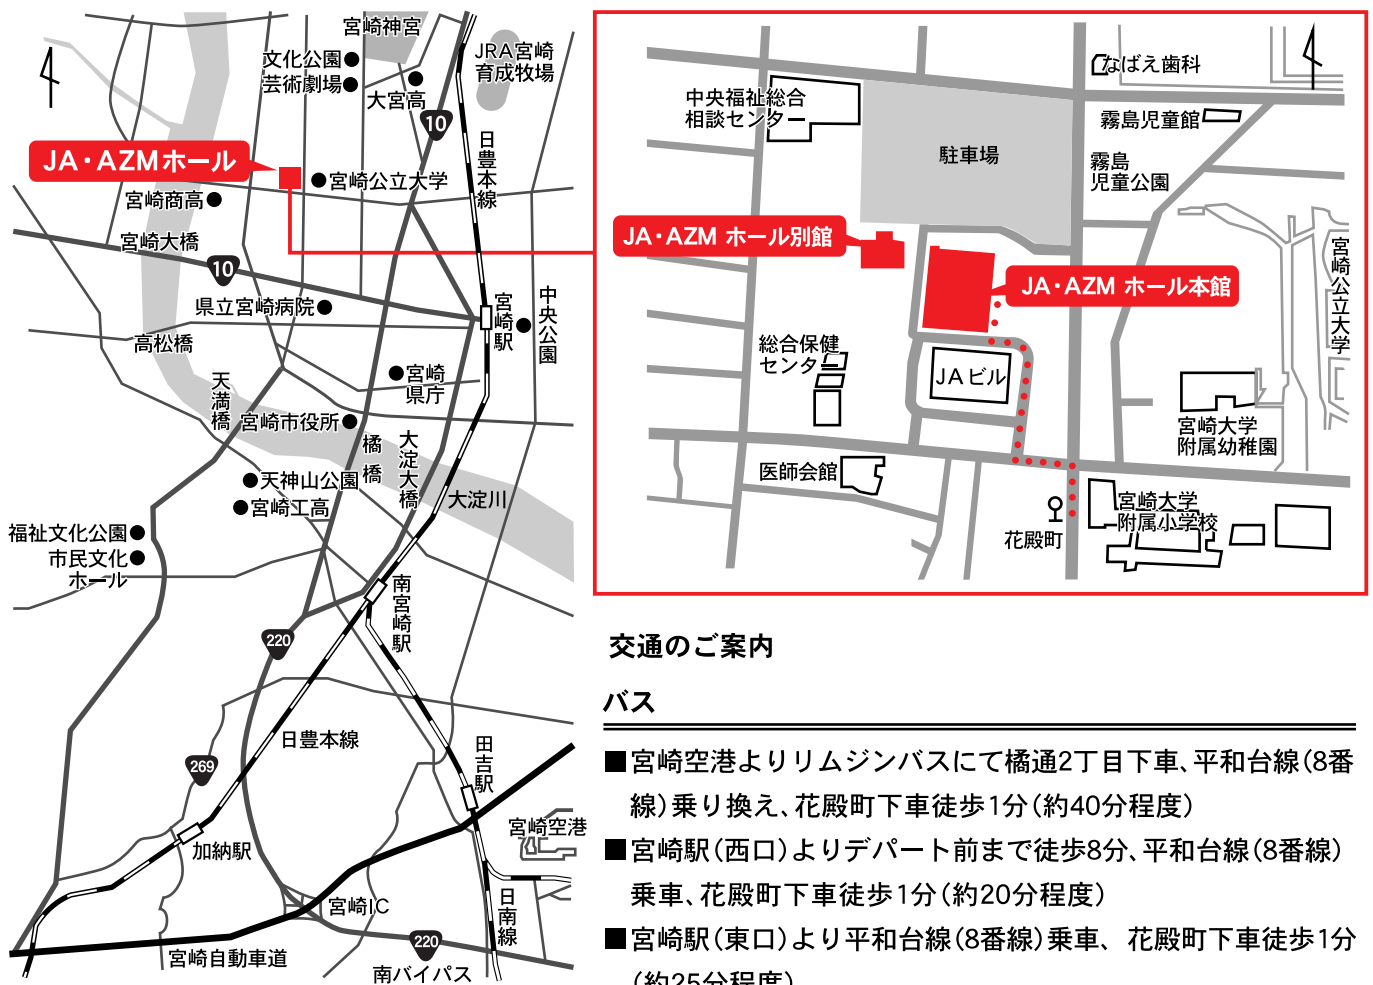 宮崎神宮
文化公園
芸術劇場
大宮高
JRA宮崎
育成牧場
10
日豊本線
JA・AZMホール
宮崎公立大学
宮崎商高
宮崎大橋
10
県立宮崎病院
宮崎駅
中央公園
高松橋
天満橋
宮崎
県庁
宮崎市役所
橘橋
大淀大橋
天神山公園
宮崎工高
大淀川
福祉文化公園
市民文化
ホール
南宮崎駅
220
日豊本線
269
田吉駅
宮崎空港
加納駅
宮崎IC
日南線
220
宮崎自動車道
南バイパス
なばえ歯科
中央福祉総合
相談センター
霧島児童館
駐車場
霧島
児童公園
JA・AZM ホール別館
JA・AZM ホール本館
宮崎公立大学
総合保健
センター
JAビル
宮崎大学
附属幼稚園
医師会館
宮崎大学
附属小学校
花殿町
交通のご案内
バス
■宮崎空港よりリムジンバスにて橘通2丁目下車、平和台線(8番
線)乗り換え、花殿町下車徒歩1分(約40分程度)
■宮崎駅(西口)よりデパート前まで徒歩8分、平和台線(8番線)
乗車、花殿町下車徒歩1分(約20分程度)
■宮崎駅(東口)より平和台線(8番線)乗車、花殿町下車徒歩1分
(約25分程度)